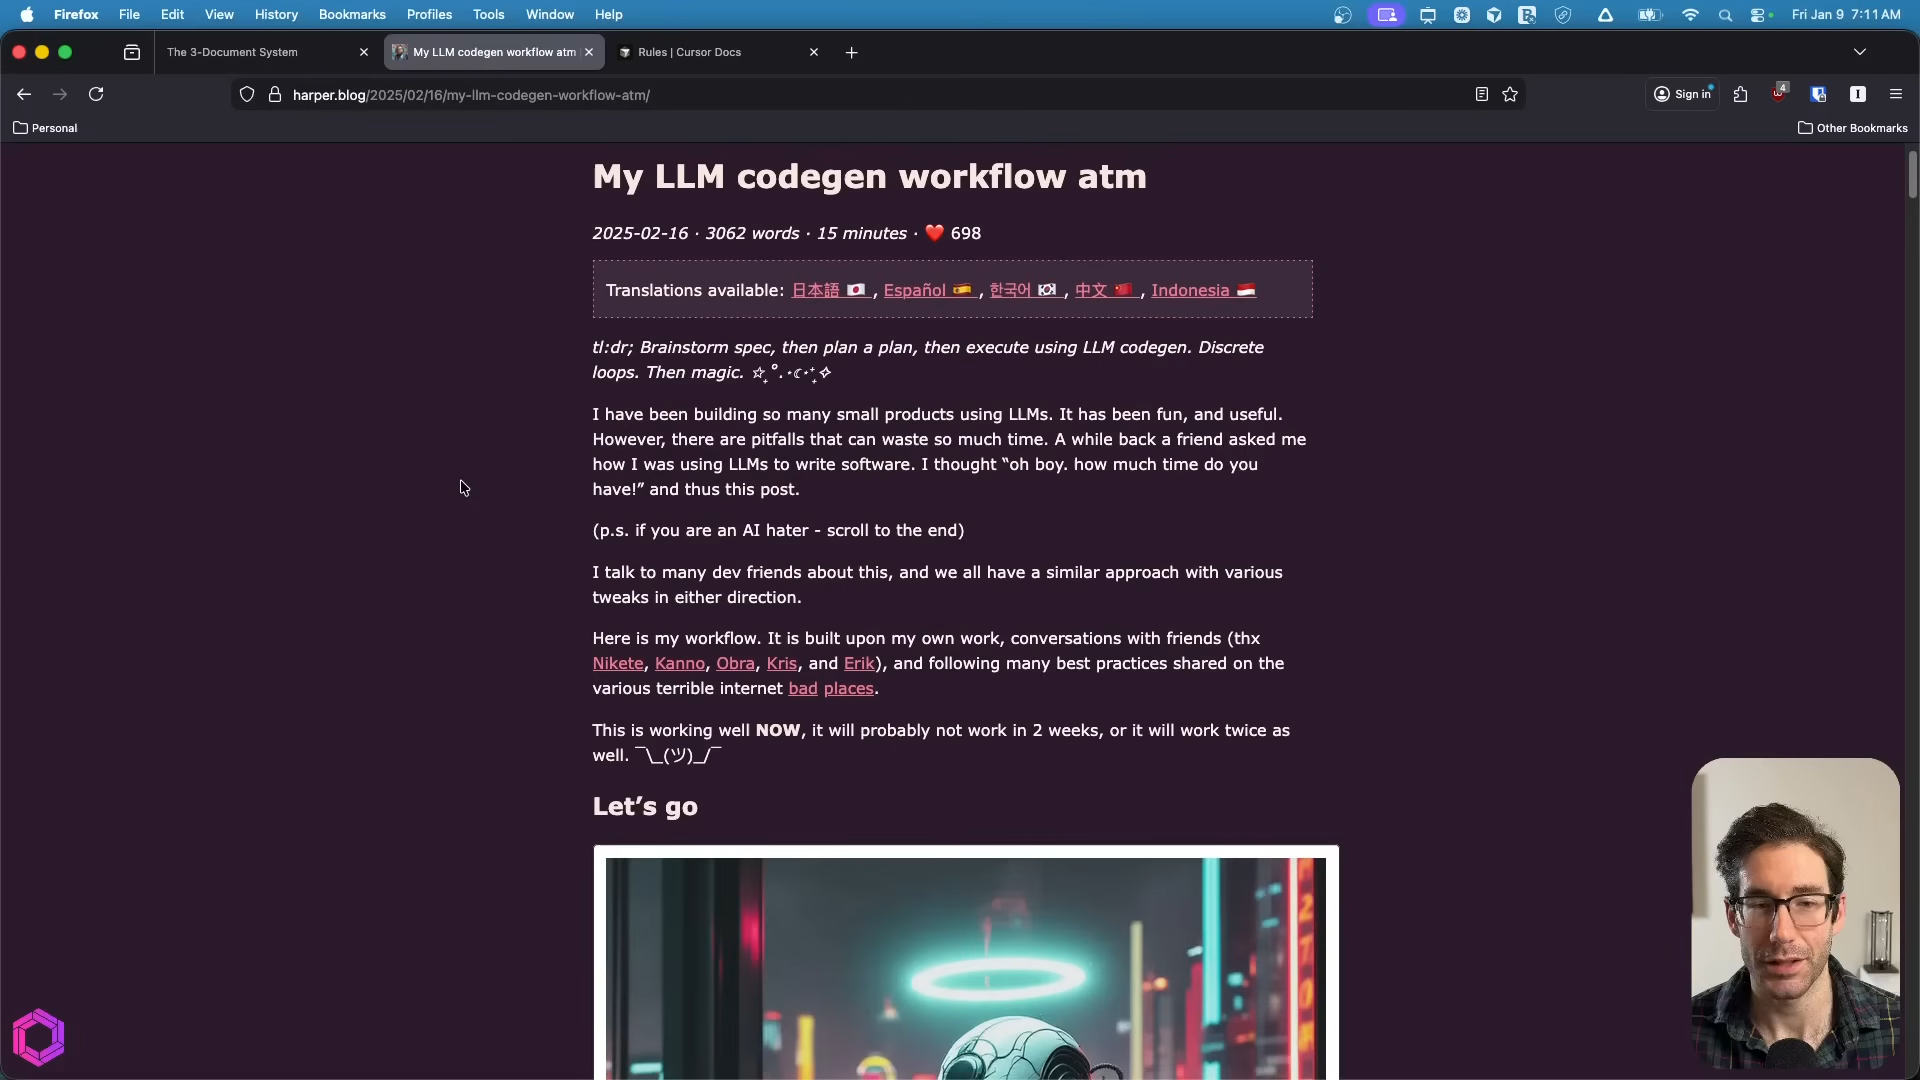 Firefox File Edit View History Bookmarks Profiles Tools Window Help Fri Jan 9 7:11 AM
The 3-Document System
My LLM codegen workflow atm
Rules | Cursor Docs
harper.blog/2025/02/16/my-llm-codegen-workflow-atm/
Sign in
4
Personal
Other Bookmarks
My LLM codegen workflow atm
2025-02-16 · 3062 words · 15 minutes · ❤️ 698
Translations available: 日本語 🇯🇵 , Español 🇪🇸 , 한국어 🇰🇷 , 中文 🇨🇳 , Indonesia 🇮🇩
tl:dr; Brainstorm spec, then plan a plan, then execute using LLM codegen. Discrete
loops. Then magic. ✩₊˚.⋆☾⋆⁺₊✧
I have been building so many small products using LLMs. It has been fun, and useful.
However, there are pitfalls that can waste so much time. A while back a friend asked me
how I was using LLMs to write software. I thought “oh boy. how much time do you
have!” and thus this post.
(p.s. if you are an AI hater - scroll to the end)
I talk to many dev friends about this, and we all have a similar approach with various
tweaks in either direction.
Here is my workflow. It is built upon my own work, conversations with friends (thx
Nikete, Kanno, Obra, Kris, and Erik), and following many best practices shared on the
various terrible internet bad places.
This is working well NOW, it will probably not work in 2 weeks, or it will work twice as
well. ¯\_(ツ)_/¯
Let’s go